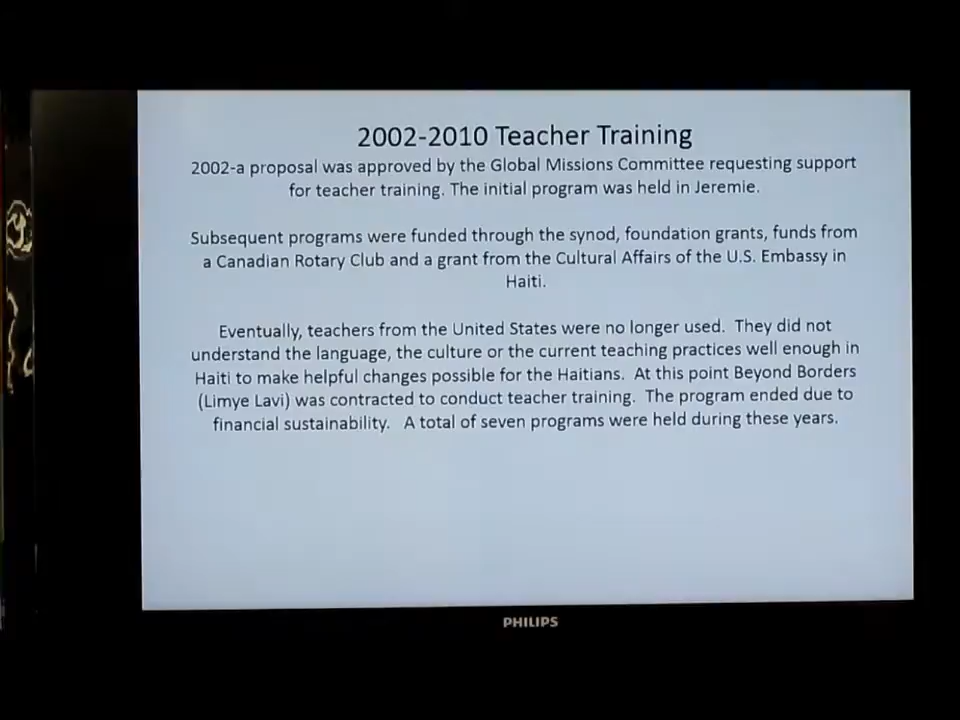 2002-2010 Teacher Training
2002-a proposal was approved by the Global Missions Committee requesting support
for teacher training. The initial program was held in Jeremie.
Subsequent programs were funded through the synod, foundation grants, funds from
a Canadian Rotary Club and a grant from the Cultural Affairs of the U.S. Embassy in
Haiti.
Eventually, teachers from the United States were no longer used. They did not
understand the language, the culture or the current teaching practices well enough in
Haiti to make helpful changes possible for the Haitians. At this point Beyond Borders
(Limye Lavi) was contracted to conduct teacher training. The program ended due to
financial sustainability. A total of seven programs were held during these years.
PHILIPS